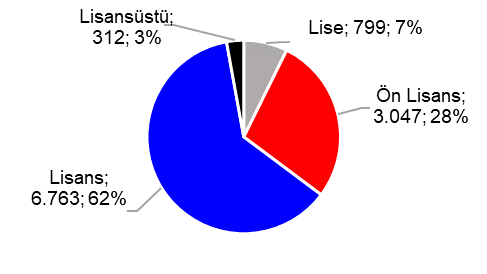 Lisansüstü;
312; 3%
Lise; 799; 7%
Ön Lisans;
3.047; 28%
Lisans;
6.763; 62%